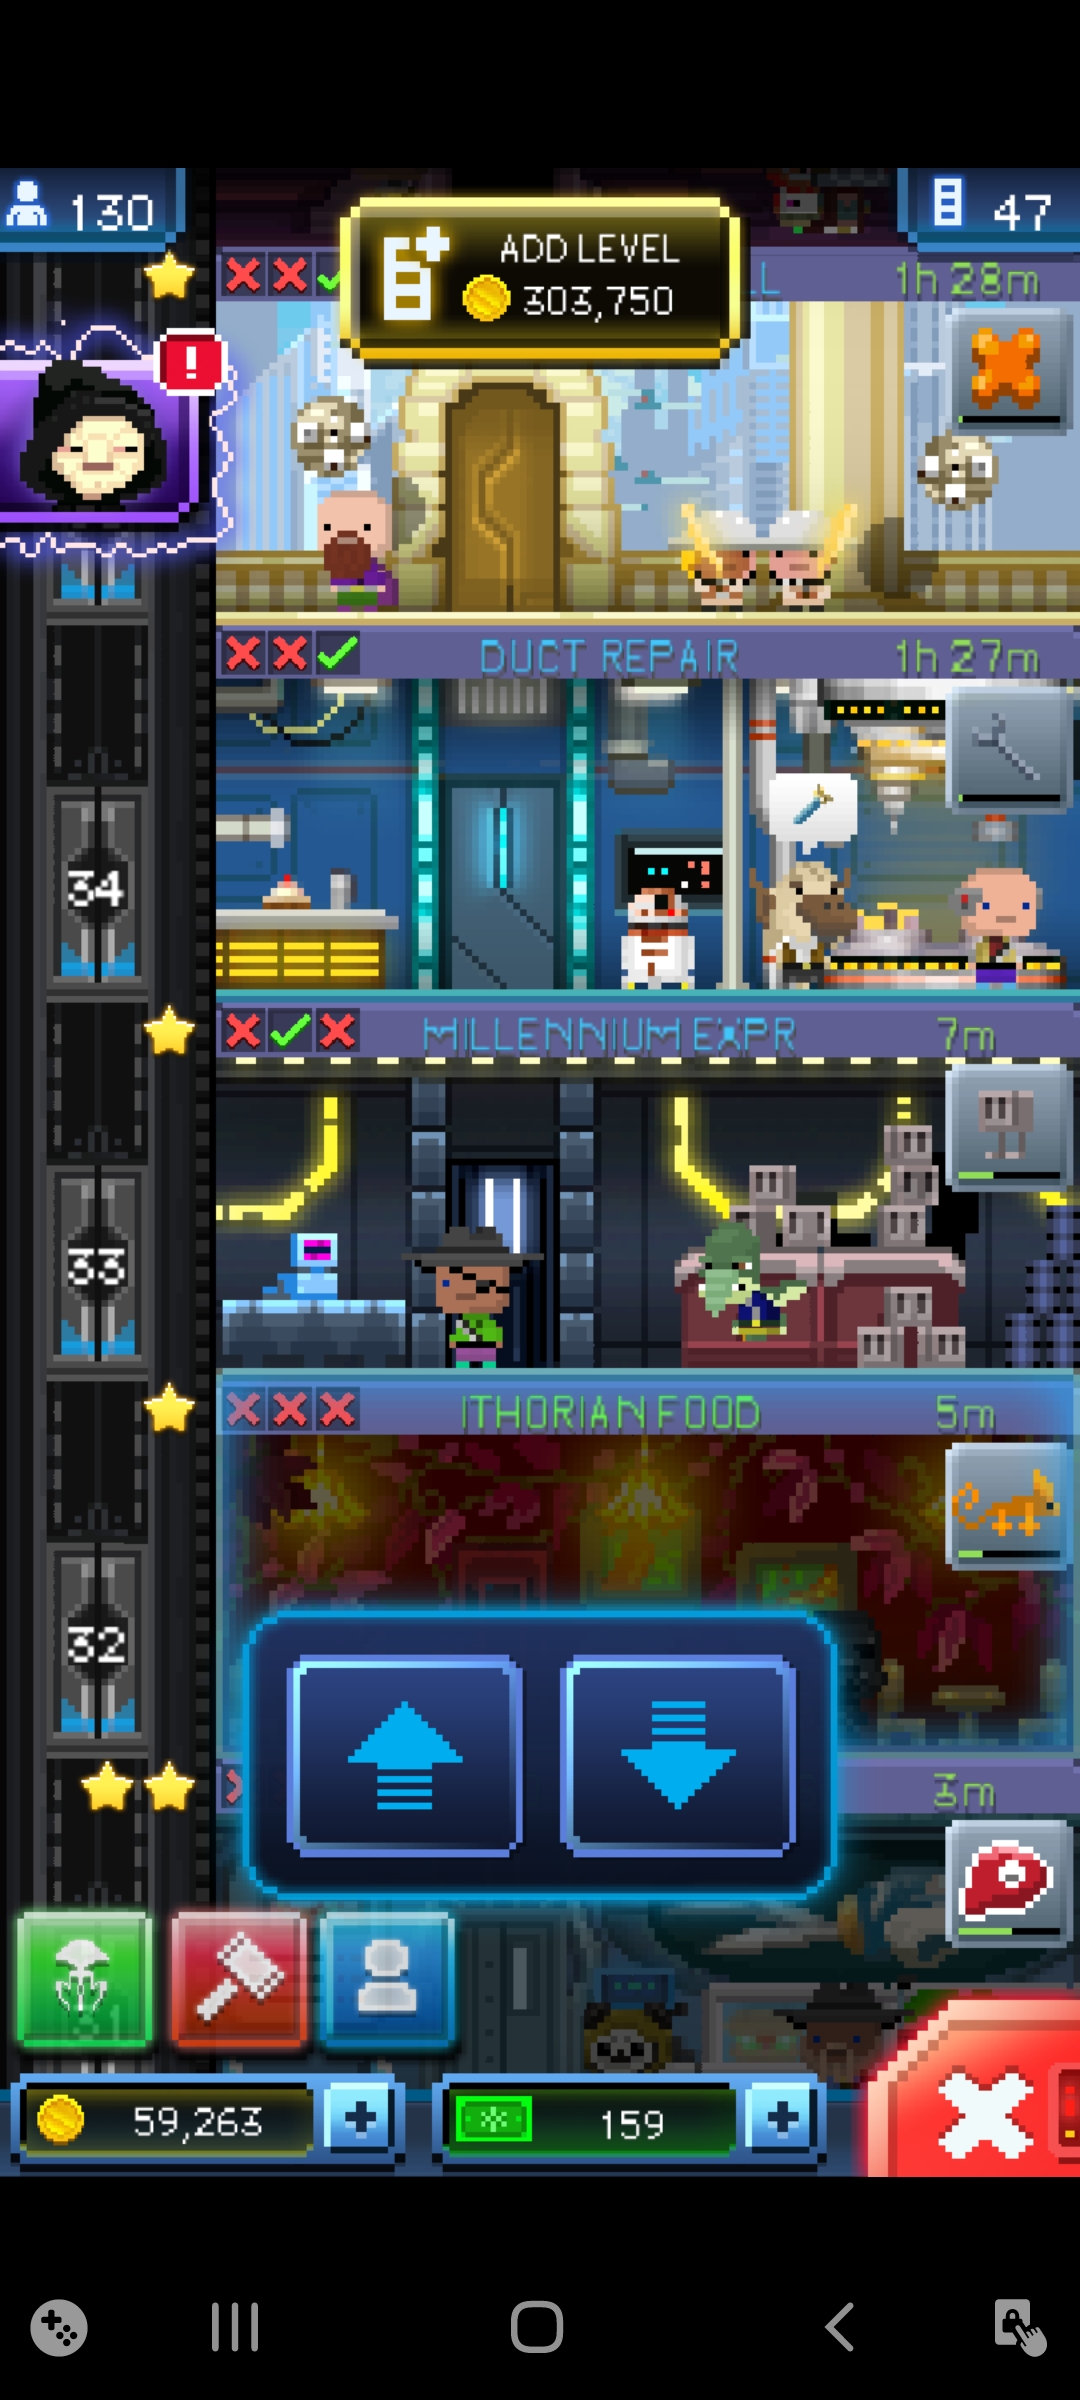 130
47
ADD LEVEL
303,750
LL 1h 28m
!
DUCT REPAIR 1h 27m
34
MILLENNIUM EXPR 7m
33
ITHORIAN FOOD 5m
32
3m
59,263
159